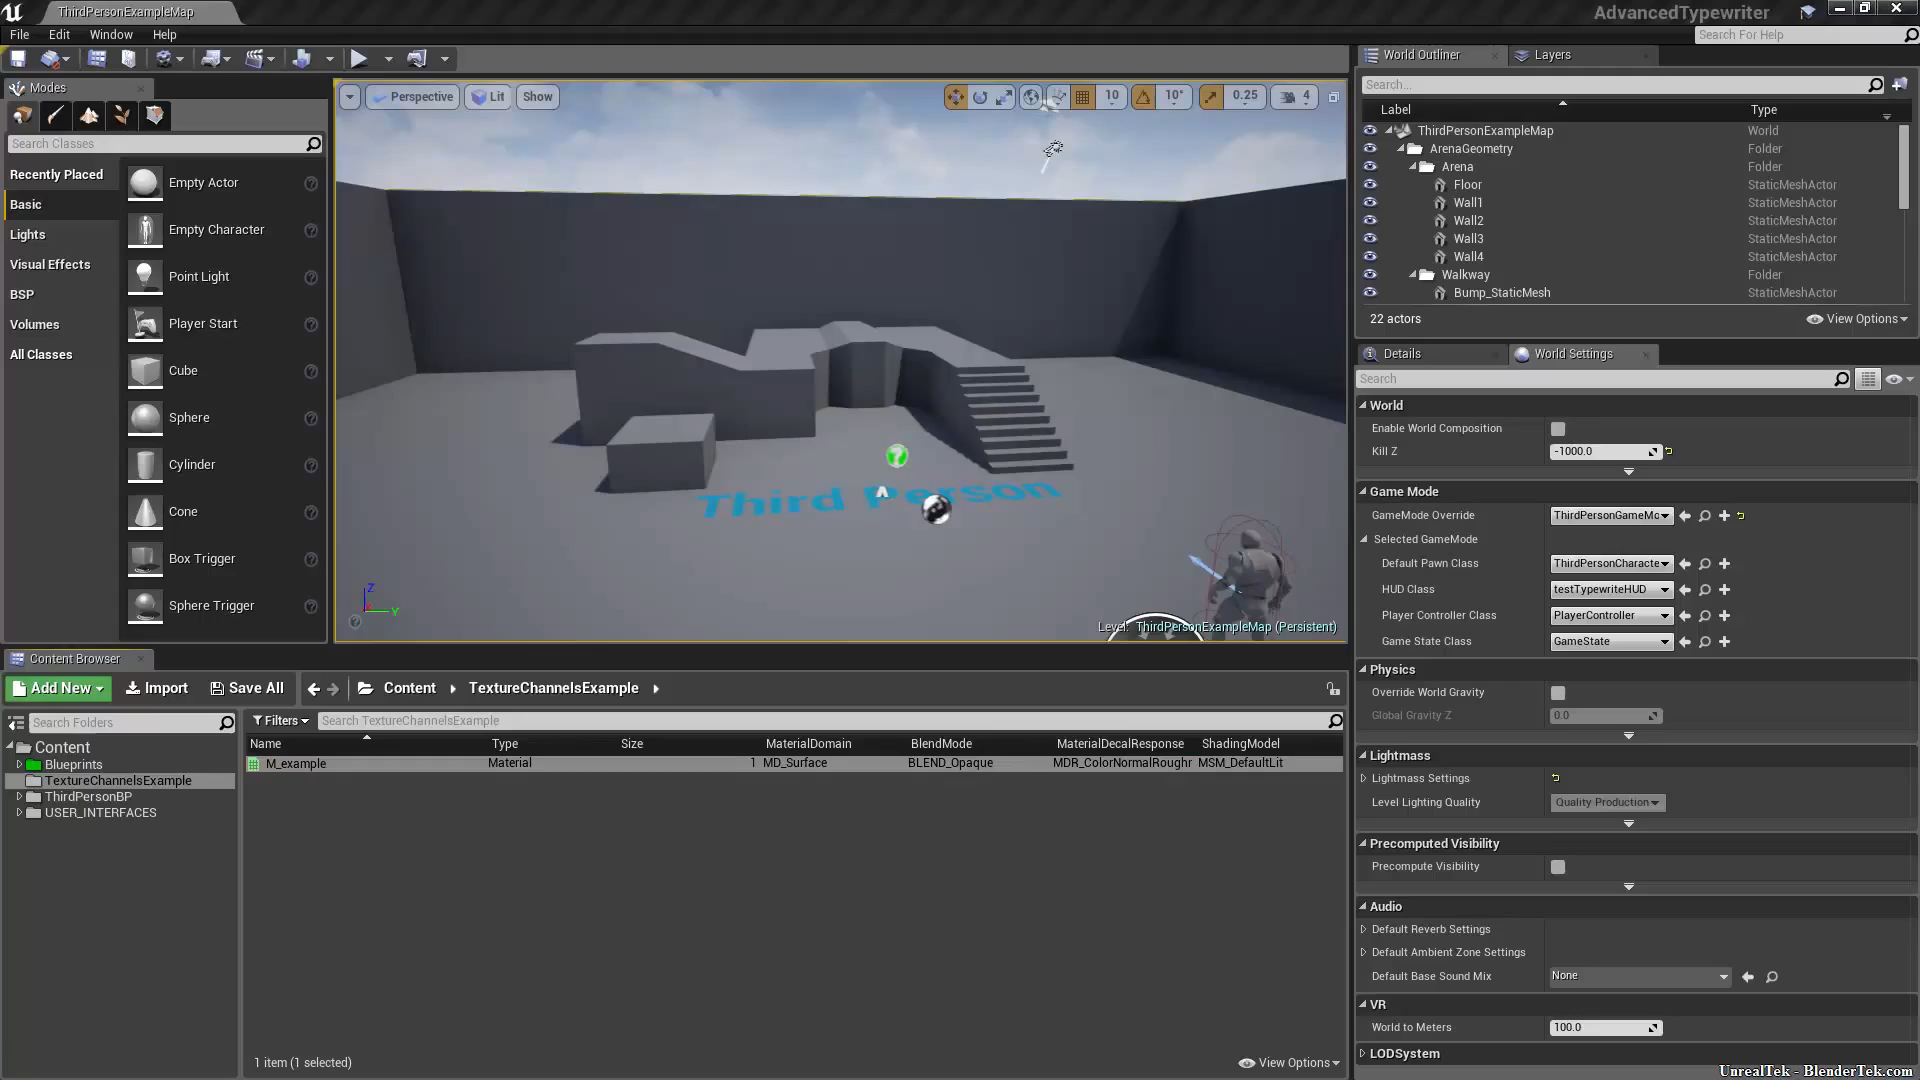 ThirdPersonExampleMap
AdvancedTypewriter
File Edit Window Help
Search For Help
Modes
Search Classes
Recently Placed
Basic
Lights
Visual Effects
BSP
Volumes
All Classes
Empty Actor
Empty Character
Point Light
Player Start
Cube
Sphere
Cylinder
Cone
Box Trigger
Sphere Trigger
Perspective Lit Show
10 10° 0.25 4
Third Person
Z
Y
Level: ThirdPersonExampleMap (Persistent)
World Outliner Layers
Search...
Label Type
ThirdPersonExampleMap World
ArenaGeometry Folder
Arena Folder
Floor StaticMeshActor
Wall1 StaticMeshActor
Wall2 StaticMeshActor
Wall3 StaticMeshActor
Wall4 StaticMeshActor
Walkway Folder
Bump_StaticMesh StaticMeshActor
22 actors View Options
Details World Settings
Search
World
Enable World Composition
Kill Z -1000.0
Game Mode
GameMode Override ThirdPersonGameMo
Selected GameMode
Default Pawn Class ThirdPersonCharacte
HUD Class testTypewriteHUD
Player Controller Class PlayerController
Game State Class GameState
Physics
Override World Gravity
Global Gravity Z 0.0
Lightmass
Lightmass Settings
Level Lighting Quality Quality Production
Precomputed Visibility
Precompute Visibility
Audio
Default Reverb Settings
Default Ambient Zone Settings
Default Base Sound Mix None
VR
World to Meters 100.0
LODSystem
Content Browser
Add New Import Save All Content TextureChannelsExample
Search Folders
Content
Blueprints
TextureChannelsExample
ThirdPersonBP
USER_INTERFACES
Filters Search TextureChannelsExample
Name Type Size MaterialDomain BlendMode MaterialDecalResponse ShadingModel
M_example Material 1 MD_Surface BLEND_Opaque MDR_ColorNormalRoughr MSM_DefaultLit
1 item (1 selected) View Options
UnrealTek - BlenderTek.com